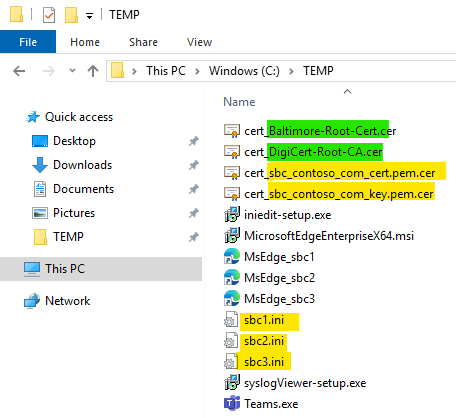 TEMP
File
Home
Share
View
This PC
Windows (C:)
TEMP
Name
Quick access
Desktop
Downloads
Documents
Pictures
TEMP
This PC
Network
cert_Baltimore-Root-Cert.cer
cert_DigiCert-Root-CA.cer
cert_sbc_contoso_com_cert.pem.cer
cert_sbc_contoso_com_key.pem.cer
iniedit-setup.exe
MicrosoftEdgeEnterpriseX64.msi
MsEdge_sbc1
MsEdge_sbc2
MsEdge_sbc3
sbc1.ini
sbc2.ini
sbc3.ini
syslogViewer-setup.exe
Teams.exe